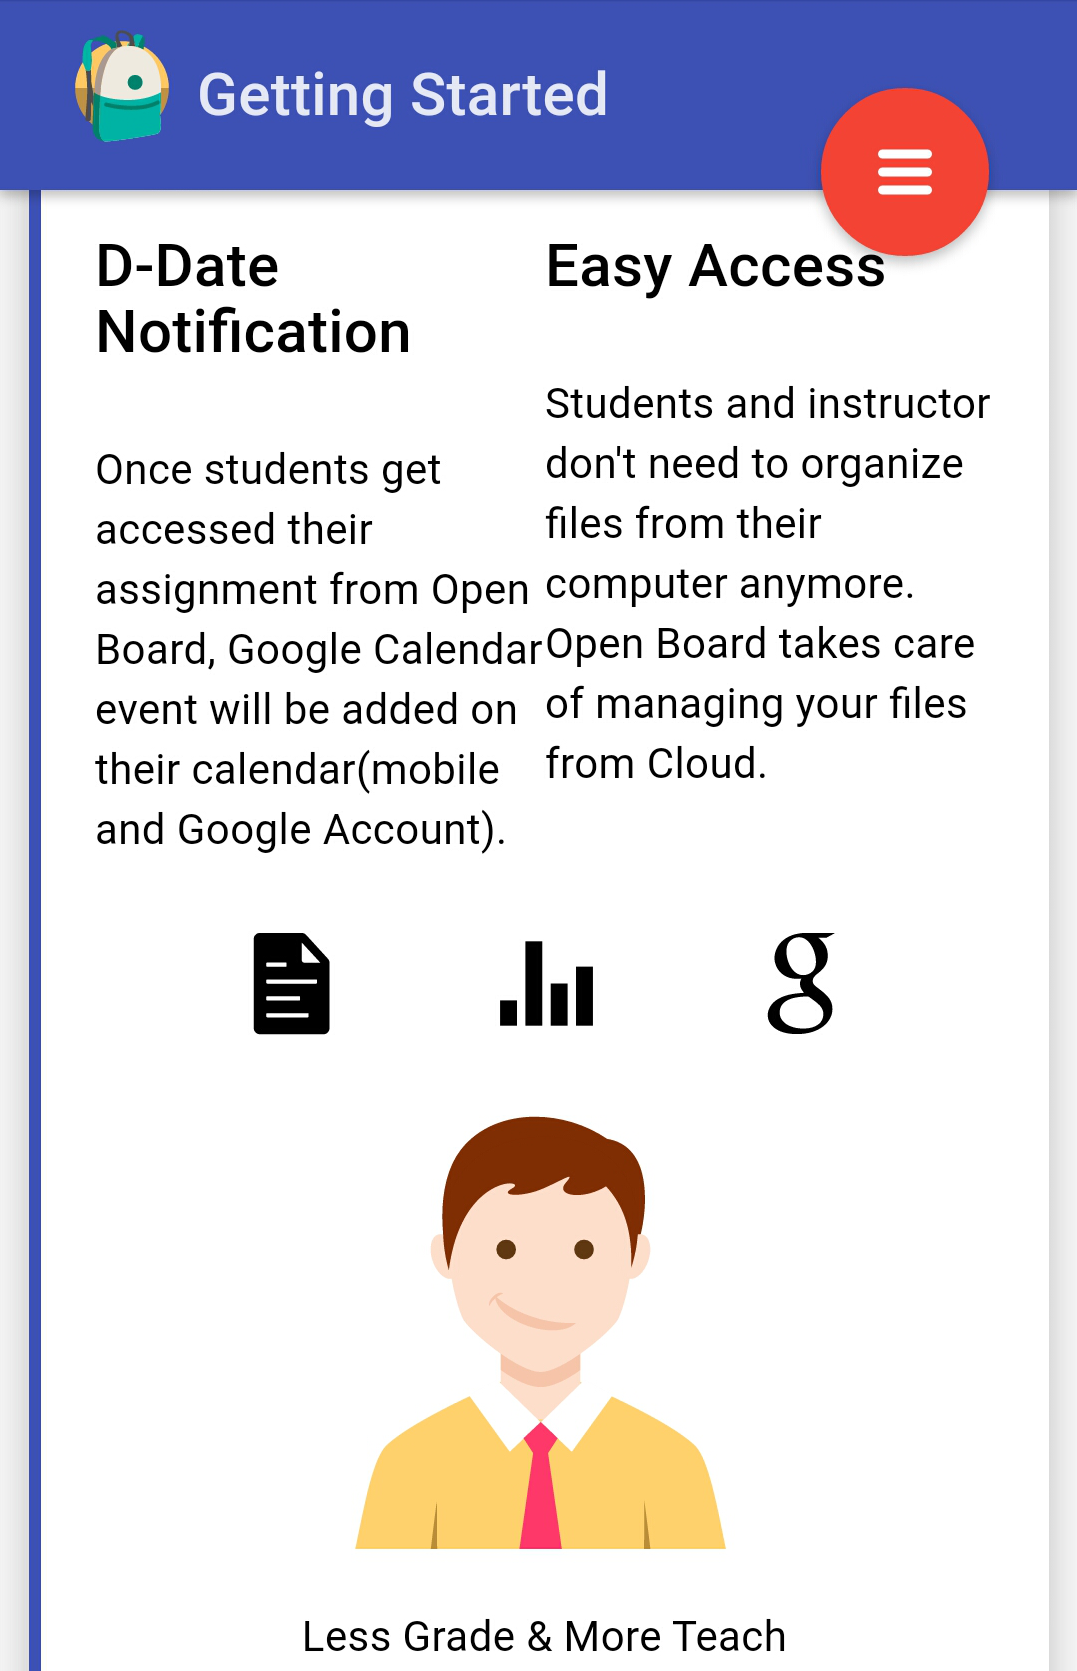 Getting Started
D-Date
Notification
Once students get
accessed their
assignment from Open
Board, Google Calendar
event will be added on
their calendar(mobile
and Google Account).
Easy Access
Students and instructor
don't need to organize
files from their
computer anymore.
Open Board takes care
of managing your files
from Cloud.
g
Less Grade & More Teach